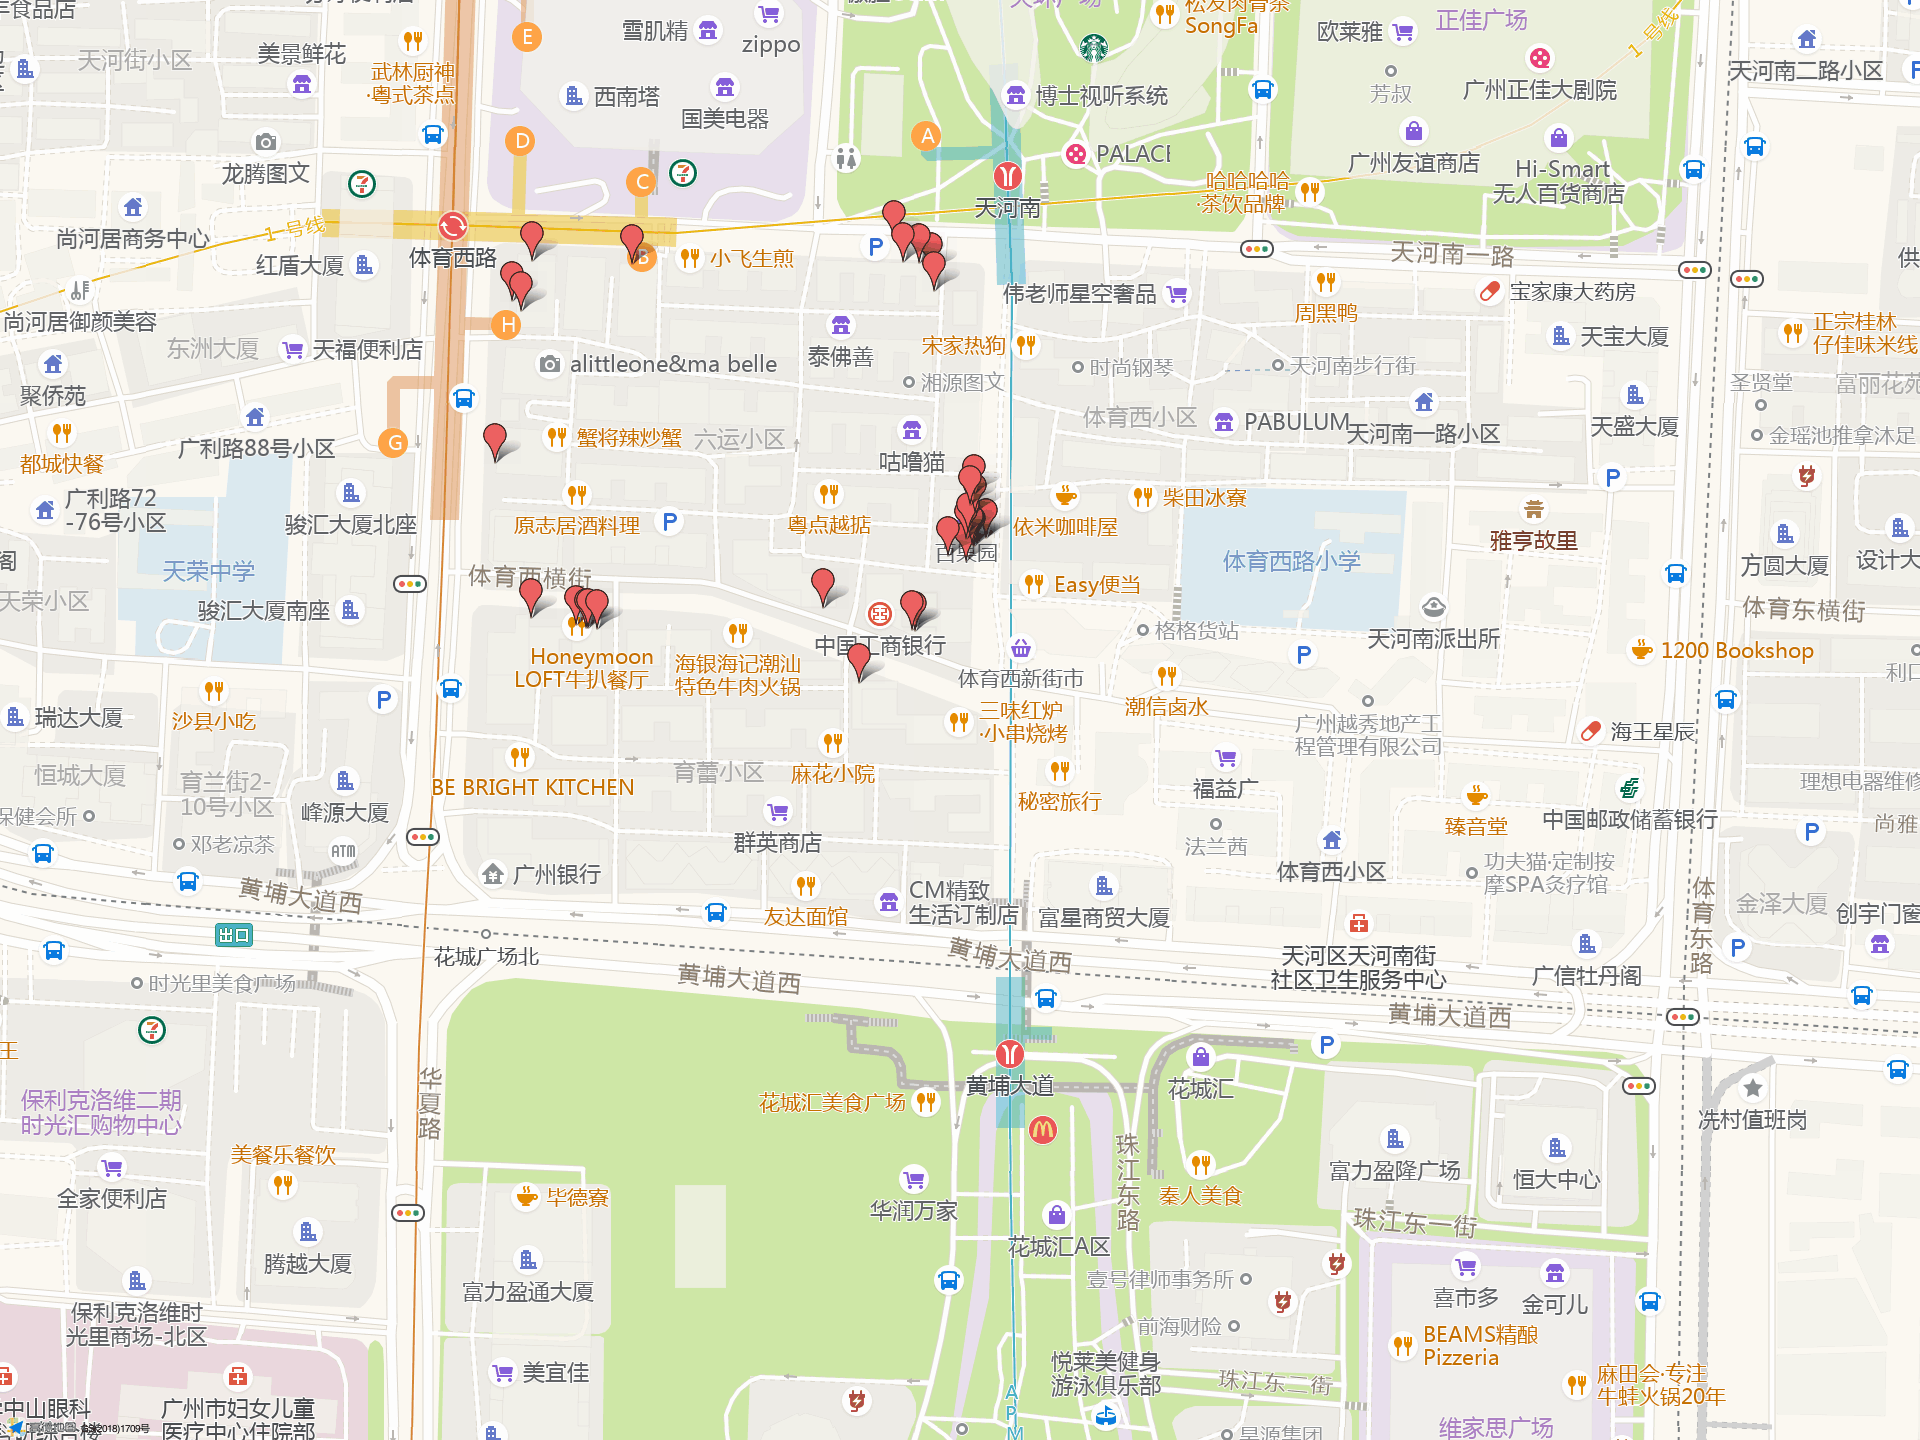 年食品店
美景鲜花
天河街小区
武林厨神
·粤式茶点
E
雪肌精
zippo
西南塔
国美电器
松发肉骨茶
SongFa
欧莱雅
正佳广场
1号线
天河南二路小区
芳叔
广州正佳大剧院
博士视听系统
D
C
A
龙腾图文
PALACE
广州友谊商店
Hi-Smart
无人百货商店
哈哈哈哈
·茶饮品牌
天河南
尚河居商务中心
1号线
体育西路
红盾大厦
B
小飞生煎
P
天河南一路
伟老师星空奢品
周黑鸭
宝家康大药房
尚河居御颜美容
东洲大厦
天福便利店
H
泰佛善
宋家热狗
天宝大厦
正宗桂林
仔佳味米线
alittleone&ma belle
湘源图文
时尚钢琴
天河南步行街
聚侨苑
圣贤堂
富丽花苑
广利路88号小区
体育西小区
PABULUM
天河南一路小区
天盛大厦
金瑶池推拿沐足
都城快餐
G
蟹将辣炒蟹
六运小区
咕噜猫
广利路72
-76号小区
骏汇大厦北座
原志居酒料理
P
粤点越掂
依米咖啡屋
柴田冰寮
P
雅亨故里
天荣中学
体育西横街
百果园
体育西路小学
方圆大厦
设计大
天荣小区
骏汇大厦南座
Easy便当
体育东横街
中国工商银行
格格货站
天河南派出所
Honeymoon
LOFT牛扒餐厅
海银海记潮汕
特色牛肉火锅
体育西新街市
P
1200 Bookshop
P
沙县小吃
瑞达大厦
三味红炉
·小串烧烤
潮信卤水
广州越秀地产工
程管理有限公司
海王星辰
恒城大厦
育兰街2-
10号小区
BE BRIGHT KITCHEN
育蕾小区
麻花小院
秘密旅行
福益广
理想电器维修
峰源大厦
保健会所
群英商店
臻音堂
中国邮政储蓄银行
尚雅
邓老凉茶
ATM
法兰茜
P
体育西小区
功夫猫·定制按
摩SPA灸疗馆
黄埔大道西
广州银行
友达面馆
CM精致
生活订制店
富星商贸大厦
体育东路
金泽大厦
创宇门窗
出口
花城广场北
黄埔大道西
天河区天河南街
社区卫生服务中心
广信牡丹阁
P
时光里美食广场
黄埔大道西
黄埔大道西
P
王
保利克洛维二期
时光汇购物中心
华夏路
花城汇美食广场
黄埔大道
花城汇
冼村值班岗
美餐乐餐饮
珠江东路
富力盈隆广场
恒大中心
全家便利店
毕德寮
华润万家
秦人美食
腾越大厦
花城汇A区
珠江东一街
富力盈通大厦
壹号律师事务所
喜市多
金可儿
保利克洛维时
光里商场-北区
前海财险
BEAMS精酿
Pizzeria
美宜佳
悦莱美健身
游泳俱乐部
珠江东二街
麻田会·专注
牛蛙火锅20年
APM
中山眼科
广州市妇女儿童
医疗中心住院部
维家思广场